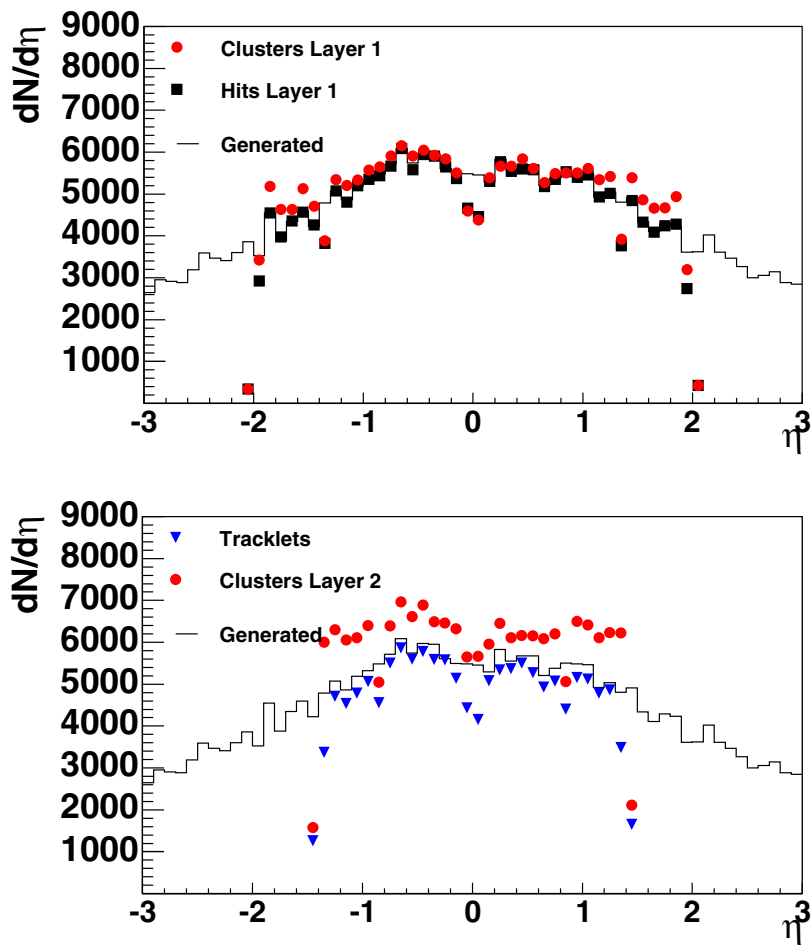 dN/dη
9000
8000
7000
6000
5000
4000
3000
2000
1000
Clusters Layer 1
Hits Layer 1
Generated
-3 -2 -1 0 1 2 3
η
dN/dη
9000
8000
7000
6000
5000
4000
3000
2000
1000
Tracklets
Clusters Layer 2
Generated
-3 -2 -1 0 1 2 3
η